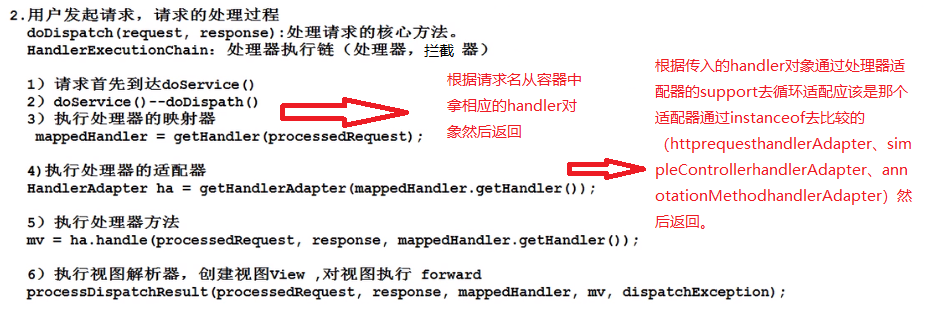 2.用户发起请求，请求的处理过程
doDispatch(request, response):处理请求的核心方法。
HandlerExecutionChain：处理器执行链（处理器，拦截 器）
1）请求首先到达doService()
2）doService()--doDispath()
3）执行处理器的映射器
mappedHandler = getHandler(processedRequest);
根据请求名从容器中
拿相应的handler对
象然后返回
4)执行处理器的适配器
HandlerAdapter ha = getHandlerAdapter(mappedHandler.getHandler());
根据传入的handler对象通过处理器适
配器的support去循环适配应该是那个
适配器通过instanceof去比较的
（httprequesthandlerAdapter、sim
pleControllerhandlerAdapter、ann
otationMethodhandlerAdapter）然
后返回。
5）执行处理器方法
mv = ha.handle(processedRequest, response, mappedHandler.getHandler());
6）执行视图解析器，创建视图View ,对视图执行 forward
processDispatchResult(processedRequest, response, mappedHandler, mv, dispatchException);